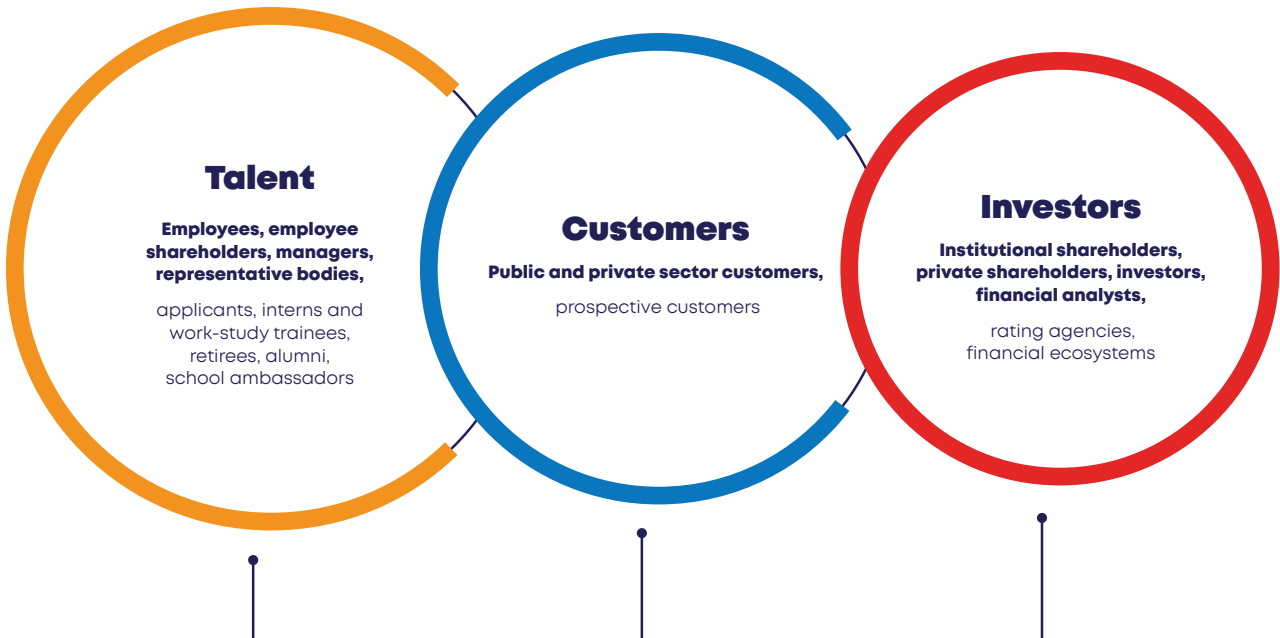 Talent
Employees, employee
shareholders, managers,
representative bodies,
applicants, interns and
work-study trainees,
retirees, alumni,
school ambassadors
Customers
Public and private sector customers,
prospective customers
Investors
Institutional shareholders,
private shareholders, investors,
financial analysts,
rating agencies,
financial ecosystems